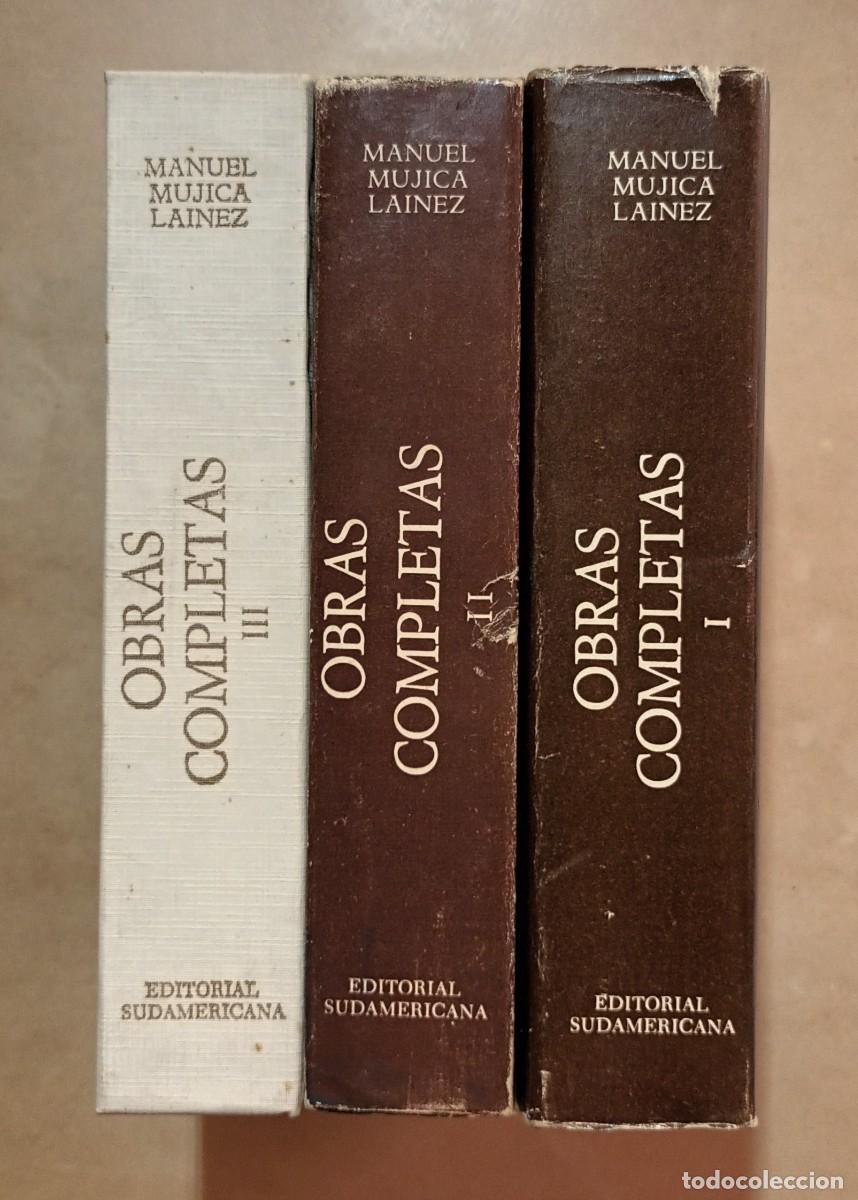 MANUEL
MUJICA
LAINEZ
OBRAS
COMPLETAS
III
EDITORIAL
SUDAMERICANA
MANUEL
MUJICA
LAINEZ
OBRAS
COMPLETAS
II
EDITORIAL
SUDAMERICANA
MANUEL
MUJICA
LAINEZ
OBRAS
COMPLETAS
I
EDITORIAL
SUDAMERICANA
todocoleccion